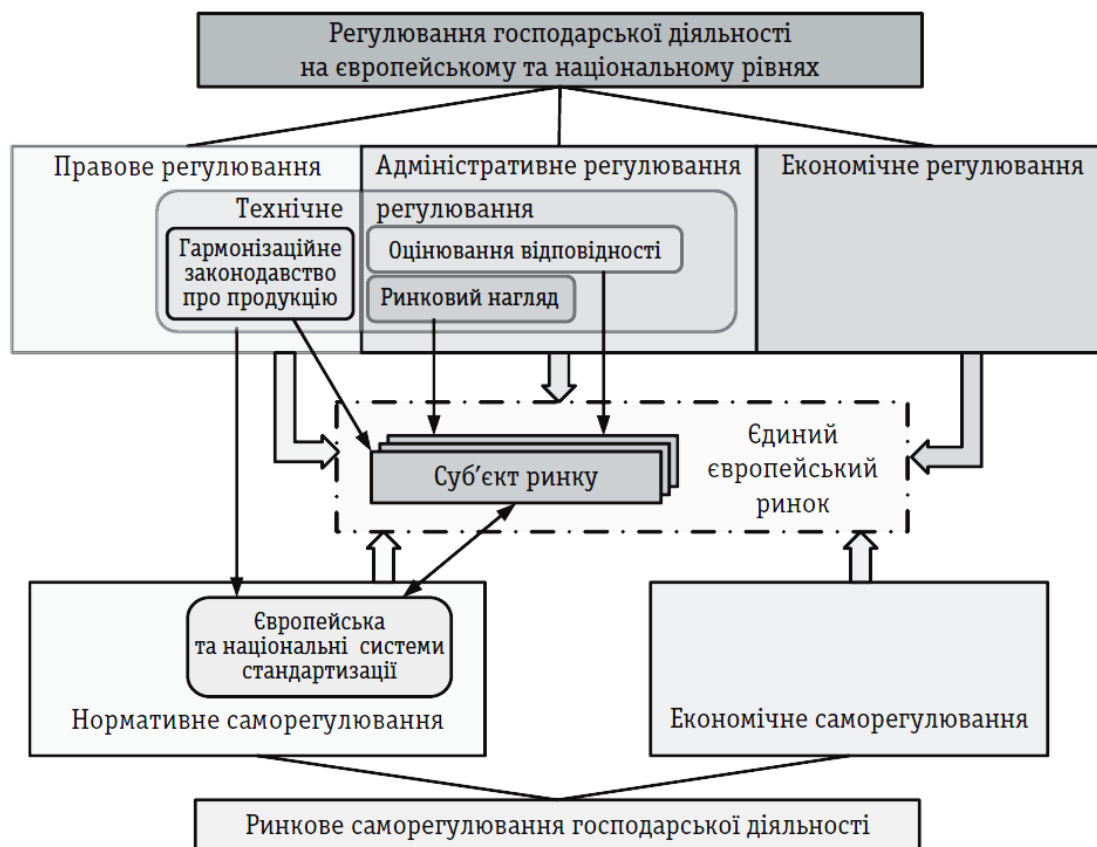 Регулювання господарської діяльності
на європейському та національному рівнях
Правове регулювання
Адміністративне регулювання
Економічне регулювання
Технічне регулювання
Гармонізаційне
законодавство
про продукцію
Оцінювання відповідності
Ринковий нагляд
Єдиний
європейський
ринок
Суб’єкт ринку
Європейська
та національні системи
стандартизації
Нормативне саморегулювання
Економічне саморегулювання
Ринкове саморегулювання господарської діяльності